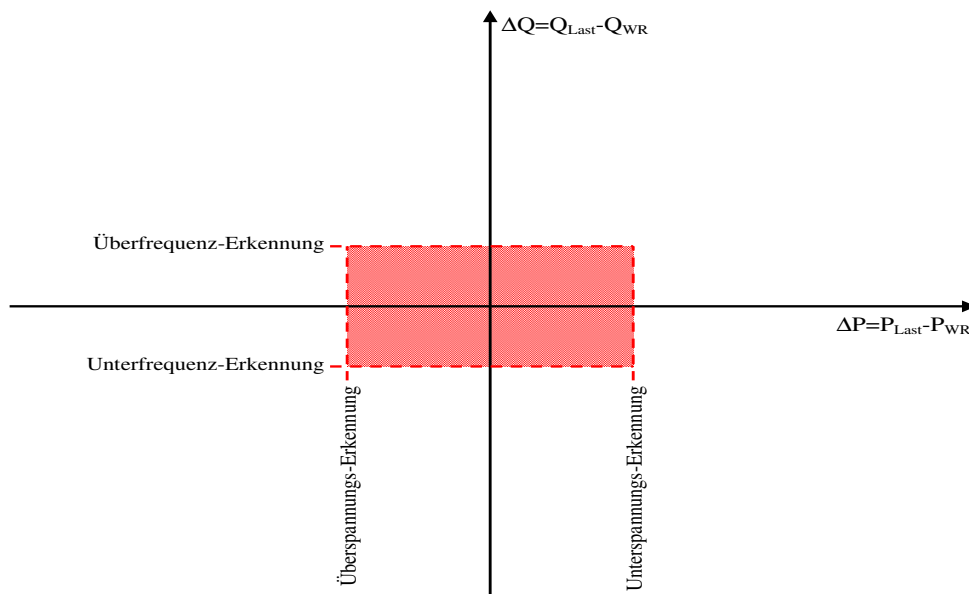 ΔQ=Q_Last-Q_WR
Überfrequenz-Erkennung
ΔP=P_Last-P_WR
Unterfrequenz-Erkennung
Überspannungs-Erkennung
Unterspannungs-Erkennung